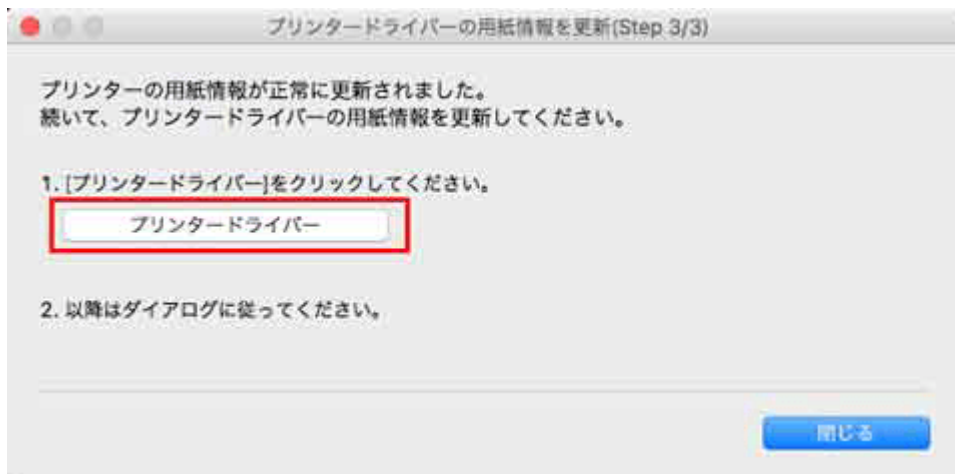 プリンタードライバーの用紙情報を更新(Step 3/3)
プリンターの用紙情報が正常に更新されました。
続いて、プリンタードライバーの用紙情報を更新してください。
1. [プリンタードライバー]をクリックしてください。
プリンタードライバー
2. 以降はダイアログに従ってください。
閉じる